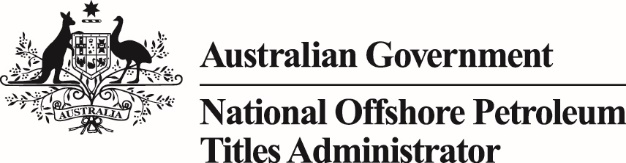 Australian Government
National Offshore Petroleum
Titles Administrator
AUSTRALIA